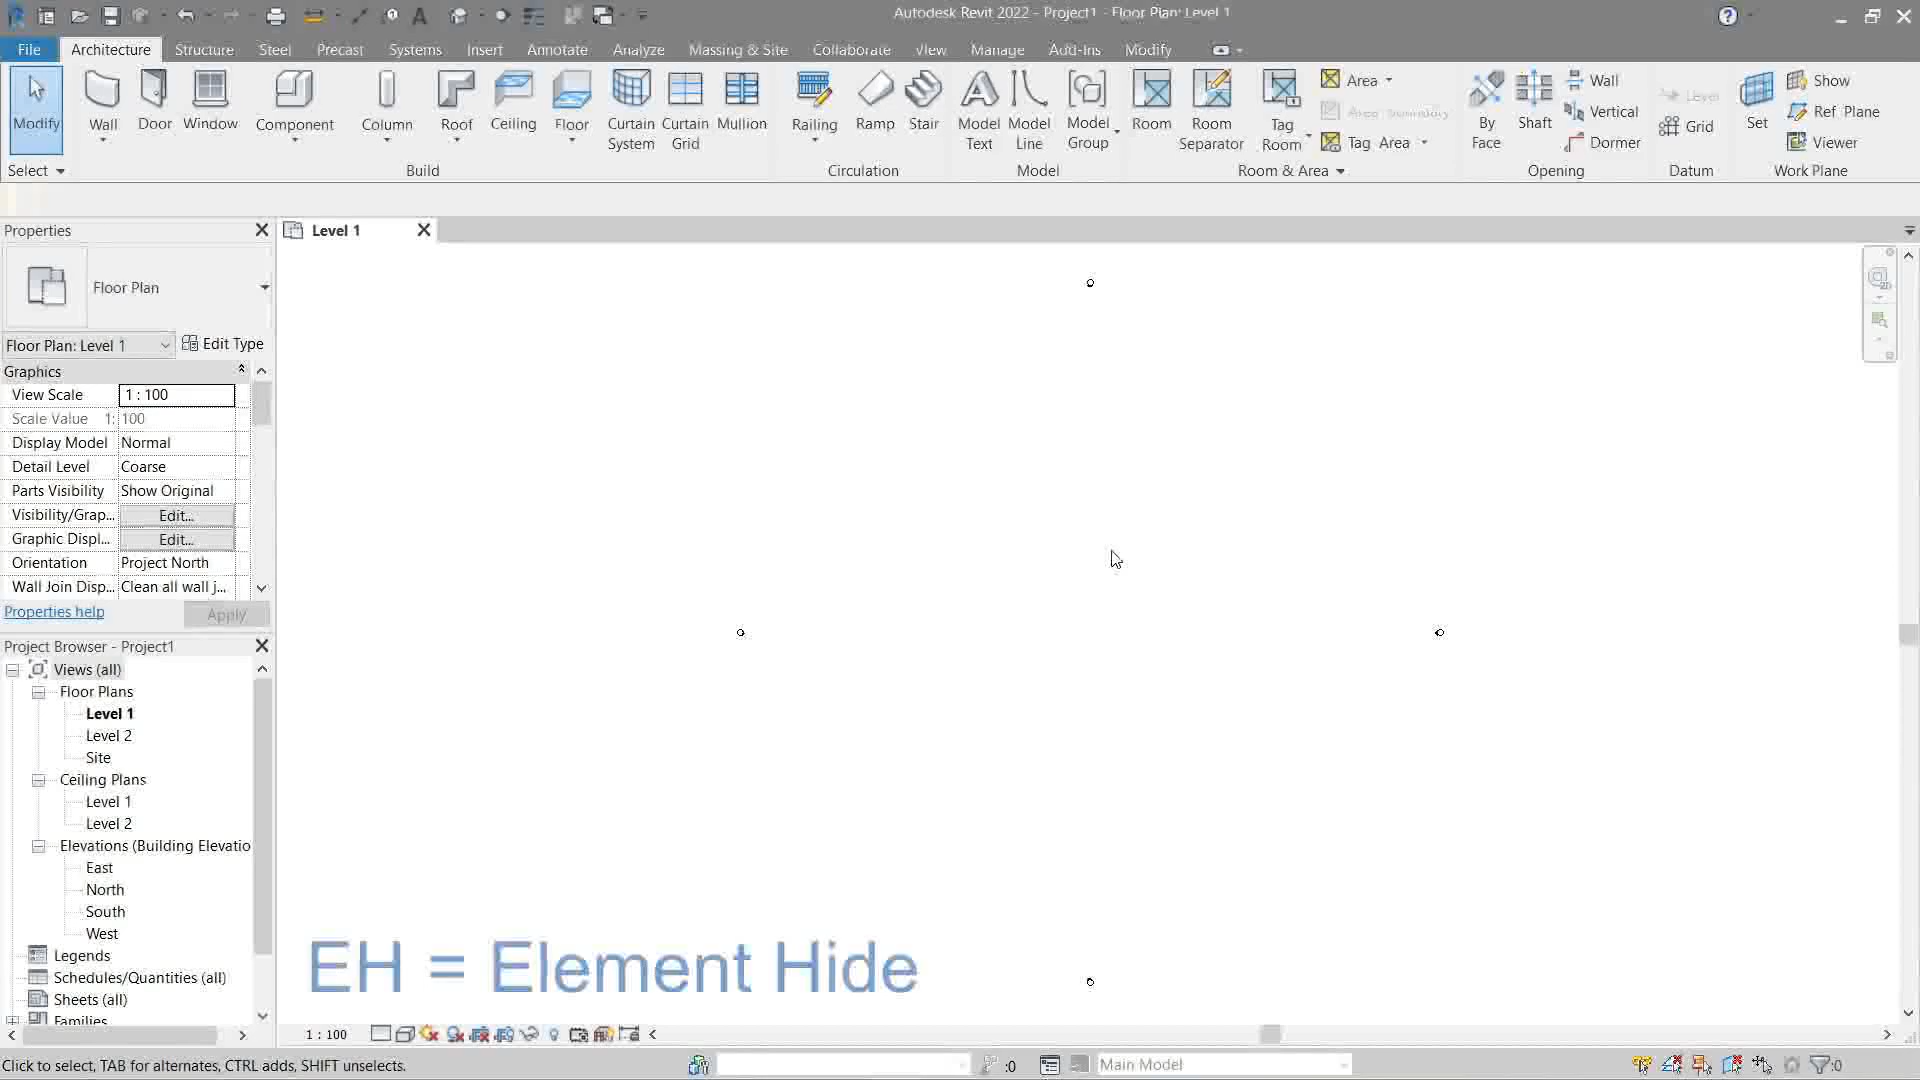 Autodesk Revit 2022 - Project1 - Floor Plan: Level 1
File Architecture Structure Steel Precast Systems Insert Annotate Analyze Massing & Site Collaborate View Manage Add-Ins Modify
Modify Wall Door Window Component Column Roof Ceiling Floor Curtain System Curtain Grid Mullion Railing Ramp Stair Model Text Model Line Model Group Room Room Separator Tag Room
Area
Area Boundary
Tag Area
By Face Shaft
Wall
Vertical
Dormer
Level
Grid
Set
Show
Ref Plane
Viewer
Select Build Circulation Model Room & Area Opening Datum Work Plane
Properties
Level 1
Floor Plan
Floor Plan: Level 1 Edit Type
Graphics
View Scale 1 : 100
Scale Value 1: 100
Display Model Normal
Detail Level Coarse
Parts Visibility Show Original
Visibility/Grap... Edit...
Graphic Displ... Edit...
Orientation Project North
Wall Join Disp... Clean all wall j...
Properties help Apply
Project Browser - Project1
Views (all)
Floor Plans
Level 1
Level 2
Site
Ceiling Plans
Level 1
Level 2
Elevations (Building Elevatio
East
North
South
West
Legends
Schedules/Quantities (all)
Sheets (all)
Families
EH = Element Hide
1 : 100
Click to select, TAB for alternates, CTRL adds, SHIFT unselects. :0 Main Model :0